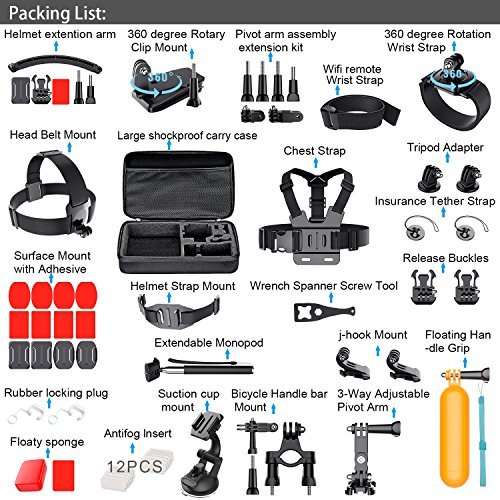 Packing List:
Helmet extention arm
360 degree Rotary
Clip Mount
Pivot arm assembly
extension kit
360 degree Rotation
Wrist Strap
Wifi remote
Wrist Strap
360°
360°
Head Belt Mount
Large shockproof carry case
Chest Strap
Tripod Adapter
Insurance Tether Strap
Surface Mount
with Adhesive
Release Buckles
Helmet Strap Mount
Wrench Spanner Screw Tool
Extendable Monopod
j-hook Mount
Floating Han
-dle Grip
Rubber locking plug
Suction cup
mount
Bicycle Handle bar
Mount
3-Way Adjustable
Pivot Arm
Floaty sponge
Antifog Insert
12PCS